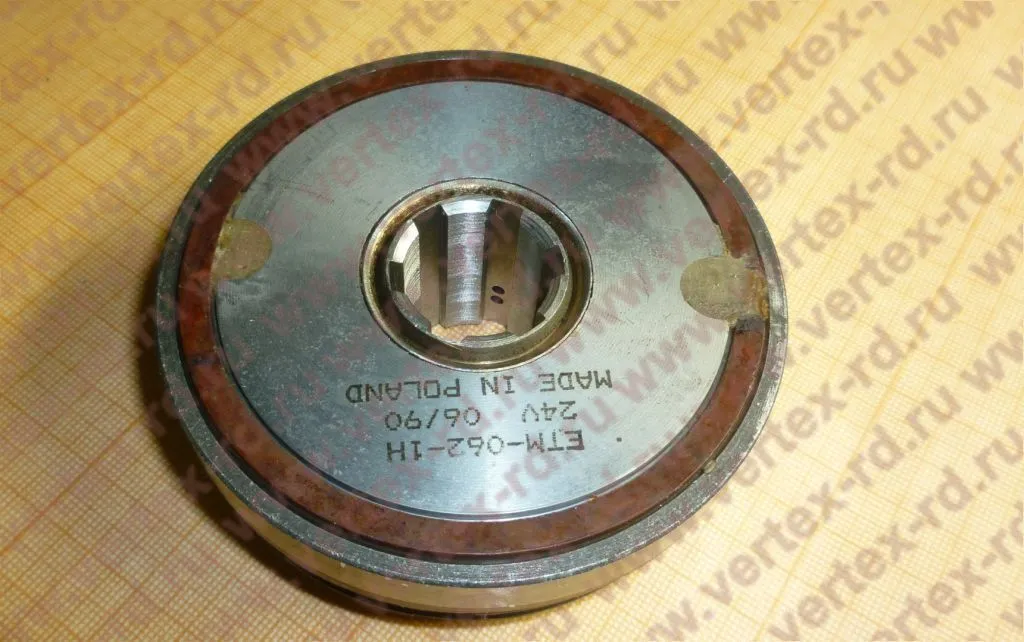 ETM-062-1H
24V 06/90
MADE IN POLAND
www.vertex-rd.ru